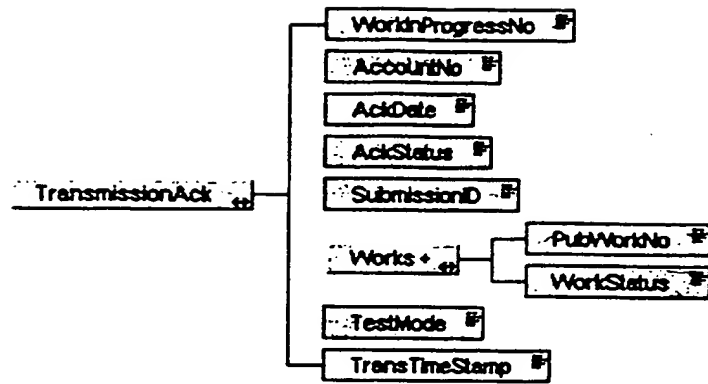 WorkInProgressNo
AccountNo
AckDate
AckStatus
TransmissionAck
SubmissionID
PubWorkNo
Works +
WorkStatus
TestMode
TransTimeStamp